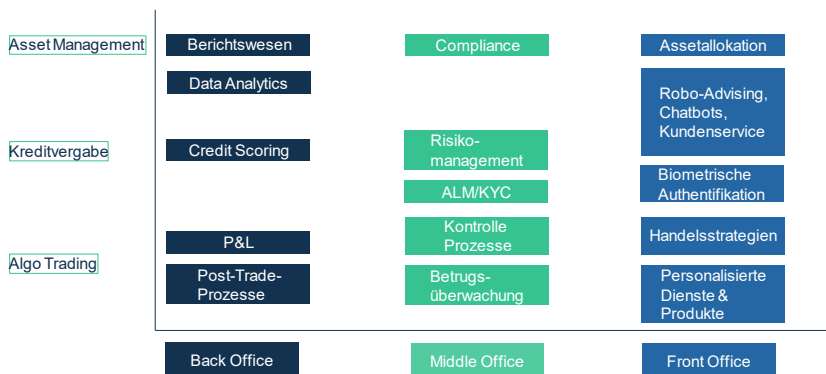 Asset Management
Berichtswesen
Compliance
Assetallokation
Data Analytics
Robo-Advising,
Chatbots,
Kundenservice
Kreditvergabe
Credit Scoring
Risiko-
management
ALM/KYC
Biometrische
Authentifikation
Algo Trading
P&L
Kontrolle
Prozesse
Handelsstrategien
Post-Trade-
Prozesse
Betrugs-
überwachung
Personalisierte
Dienste &
Produkte
Back Office
Middle Office
Front Office